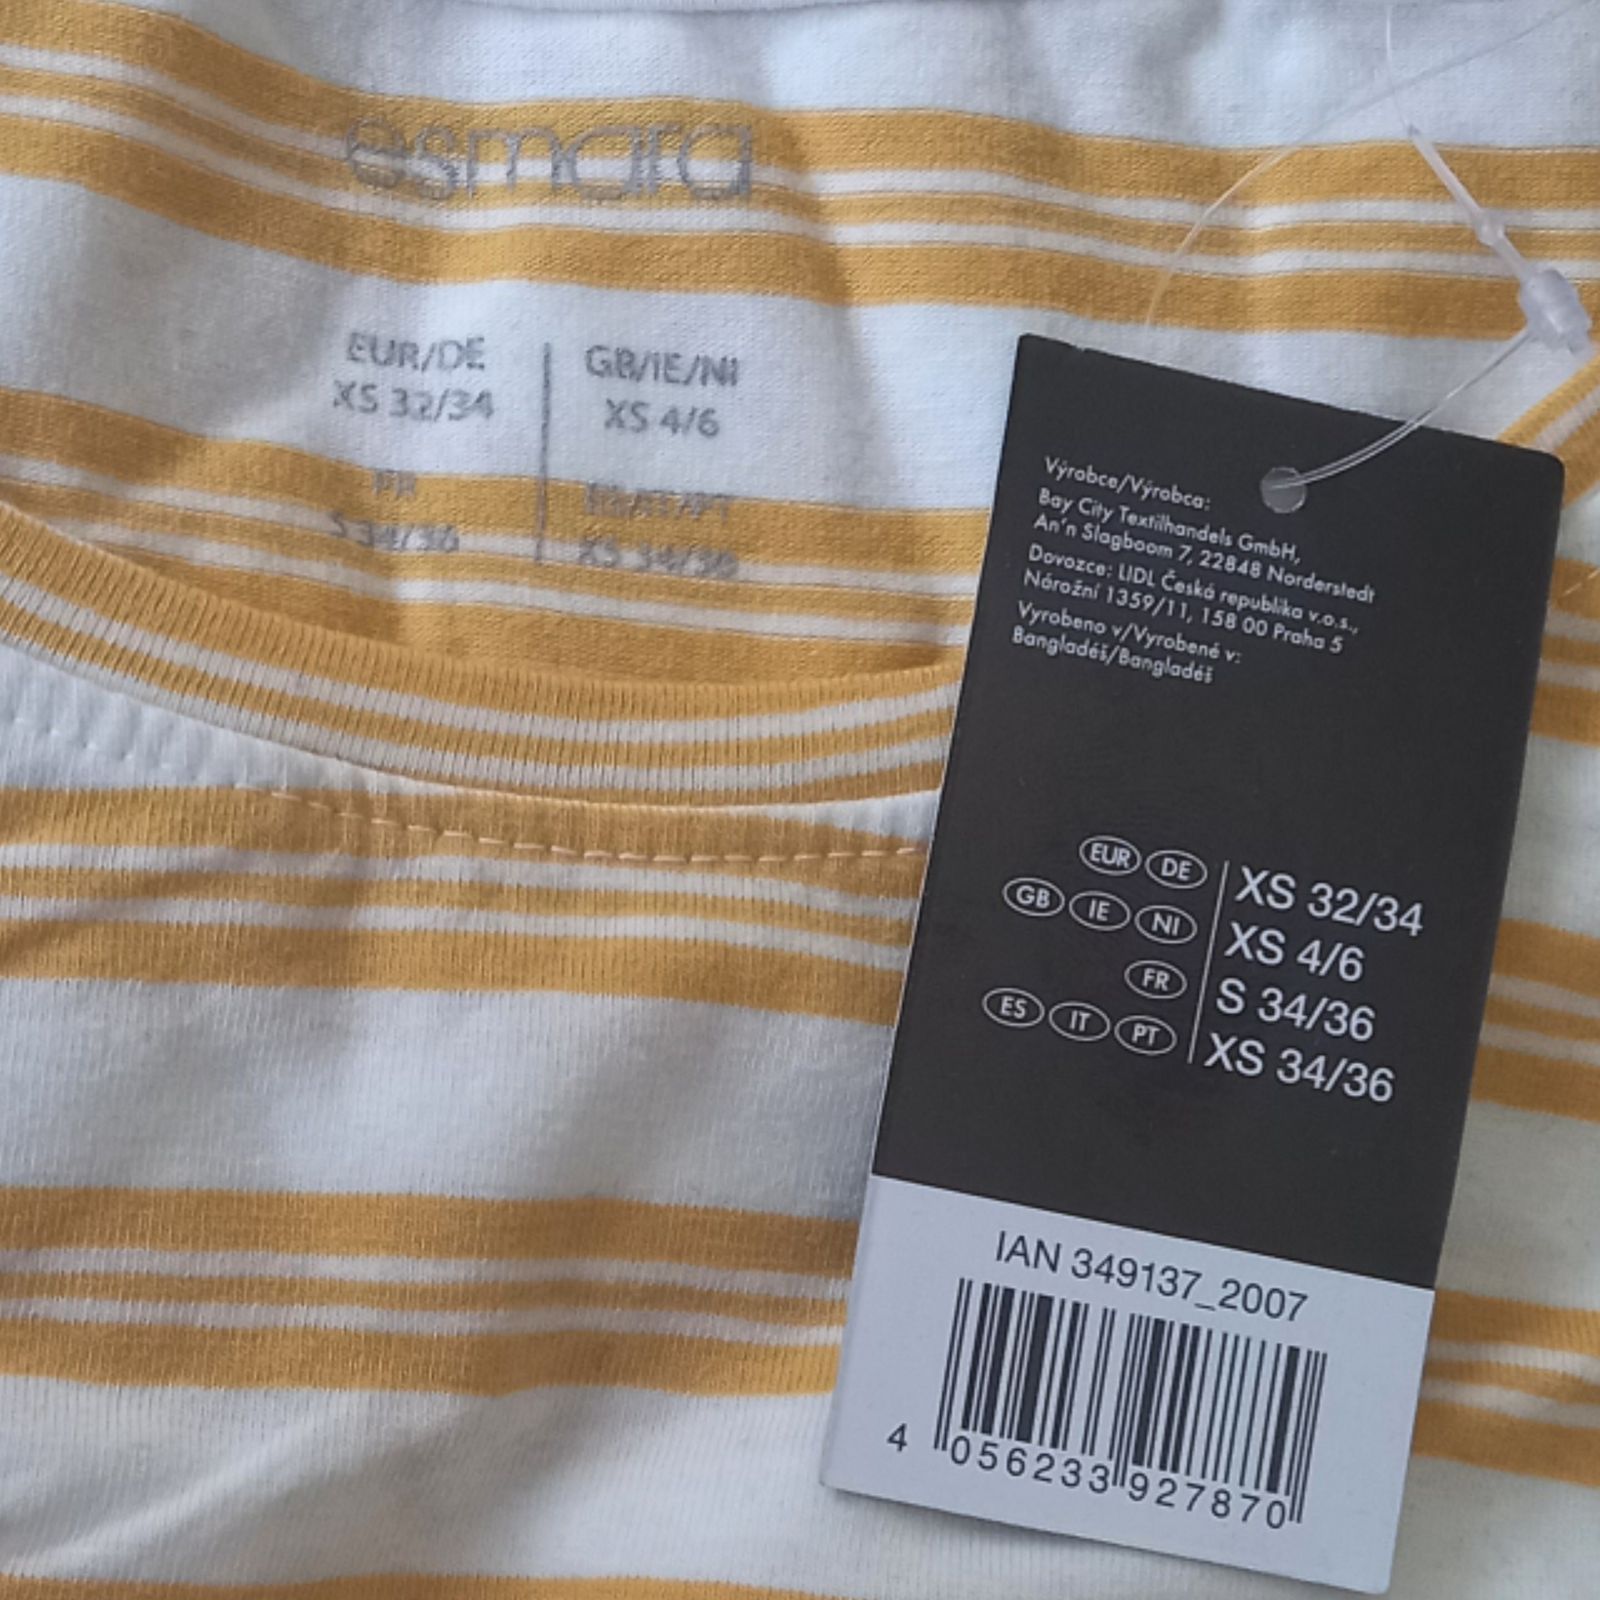 esmara
EUR/DE
XS 32/34
GB/IE/NI
XS 4/6
FR
S 34/36
ES/IT/PT
XS 34/36
Výrobce/Výrobca:
Bay City Textilhandels GmbH,
An'n Slagboom 7, 22848 Norderstedt
Dovozce: LIDL Česká republika v.o.s.,
Nárožní 1359/11, 158 00 Praha 5
Vyrobeno v/Vyrobené v:
Bangladéš/Bangladéš
EUR DE XS 32/34
GB IE NI XS 4/6
FR S 34/36
ES IT PT XS 34/36
IAN 349137_2007
4 056233 927870